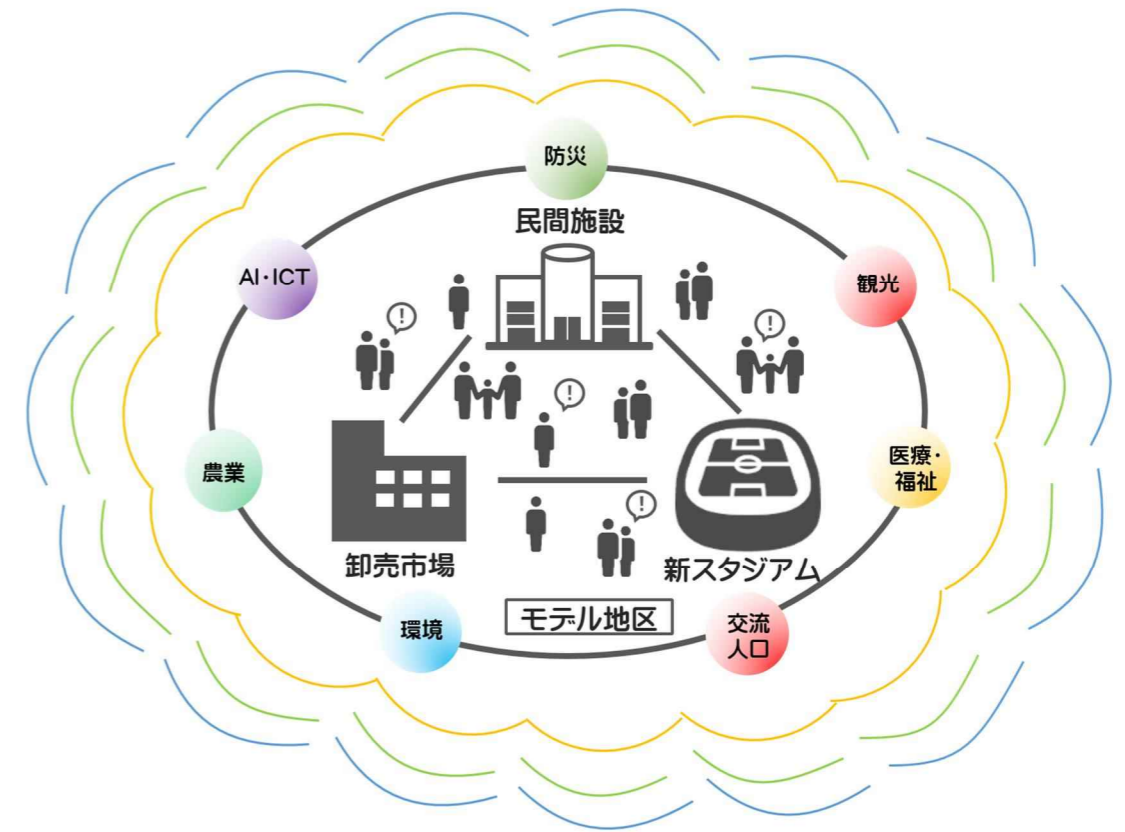 防災
民間施設
AI・ICT
観光
!
!
!
農業
医療・
福祉
!
卸売市場
新スタジアム
環境
モデル地区
交流
人口